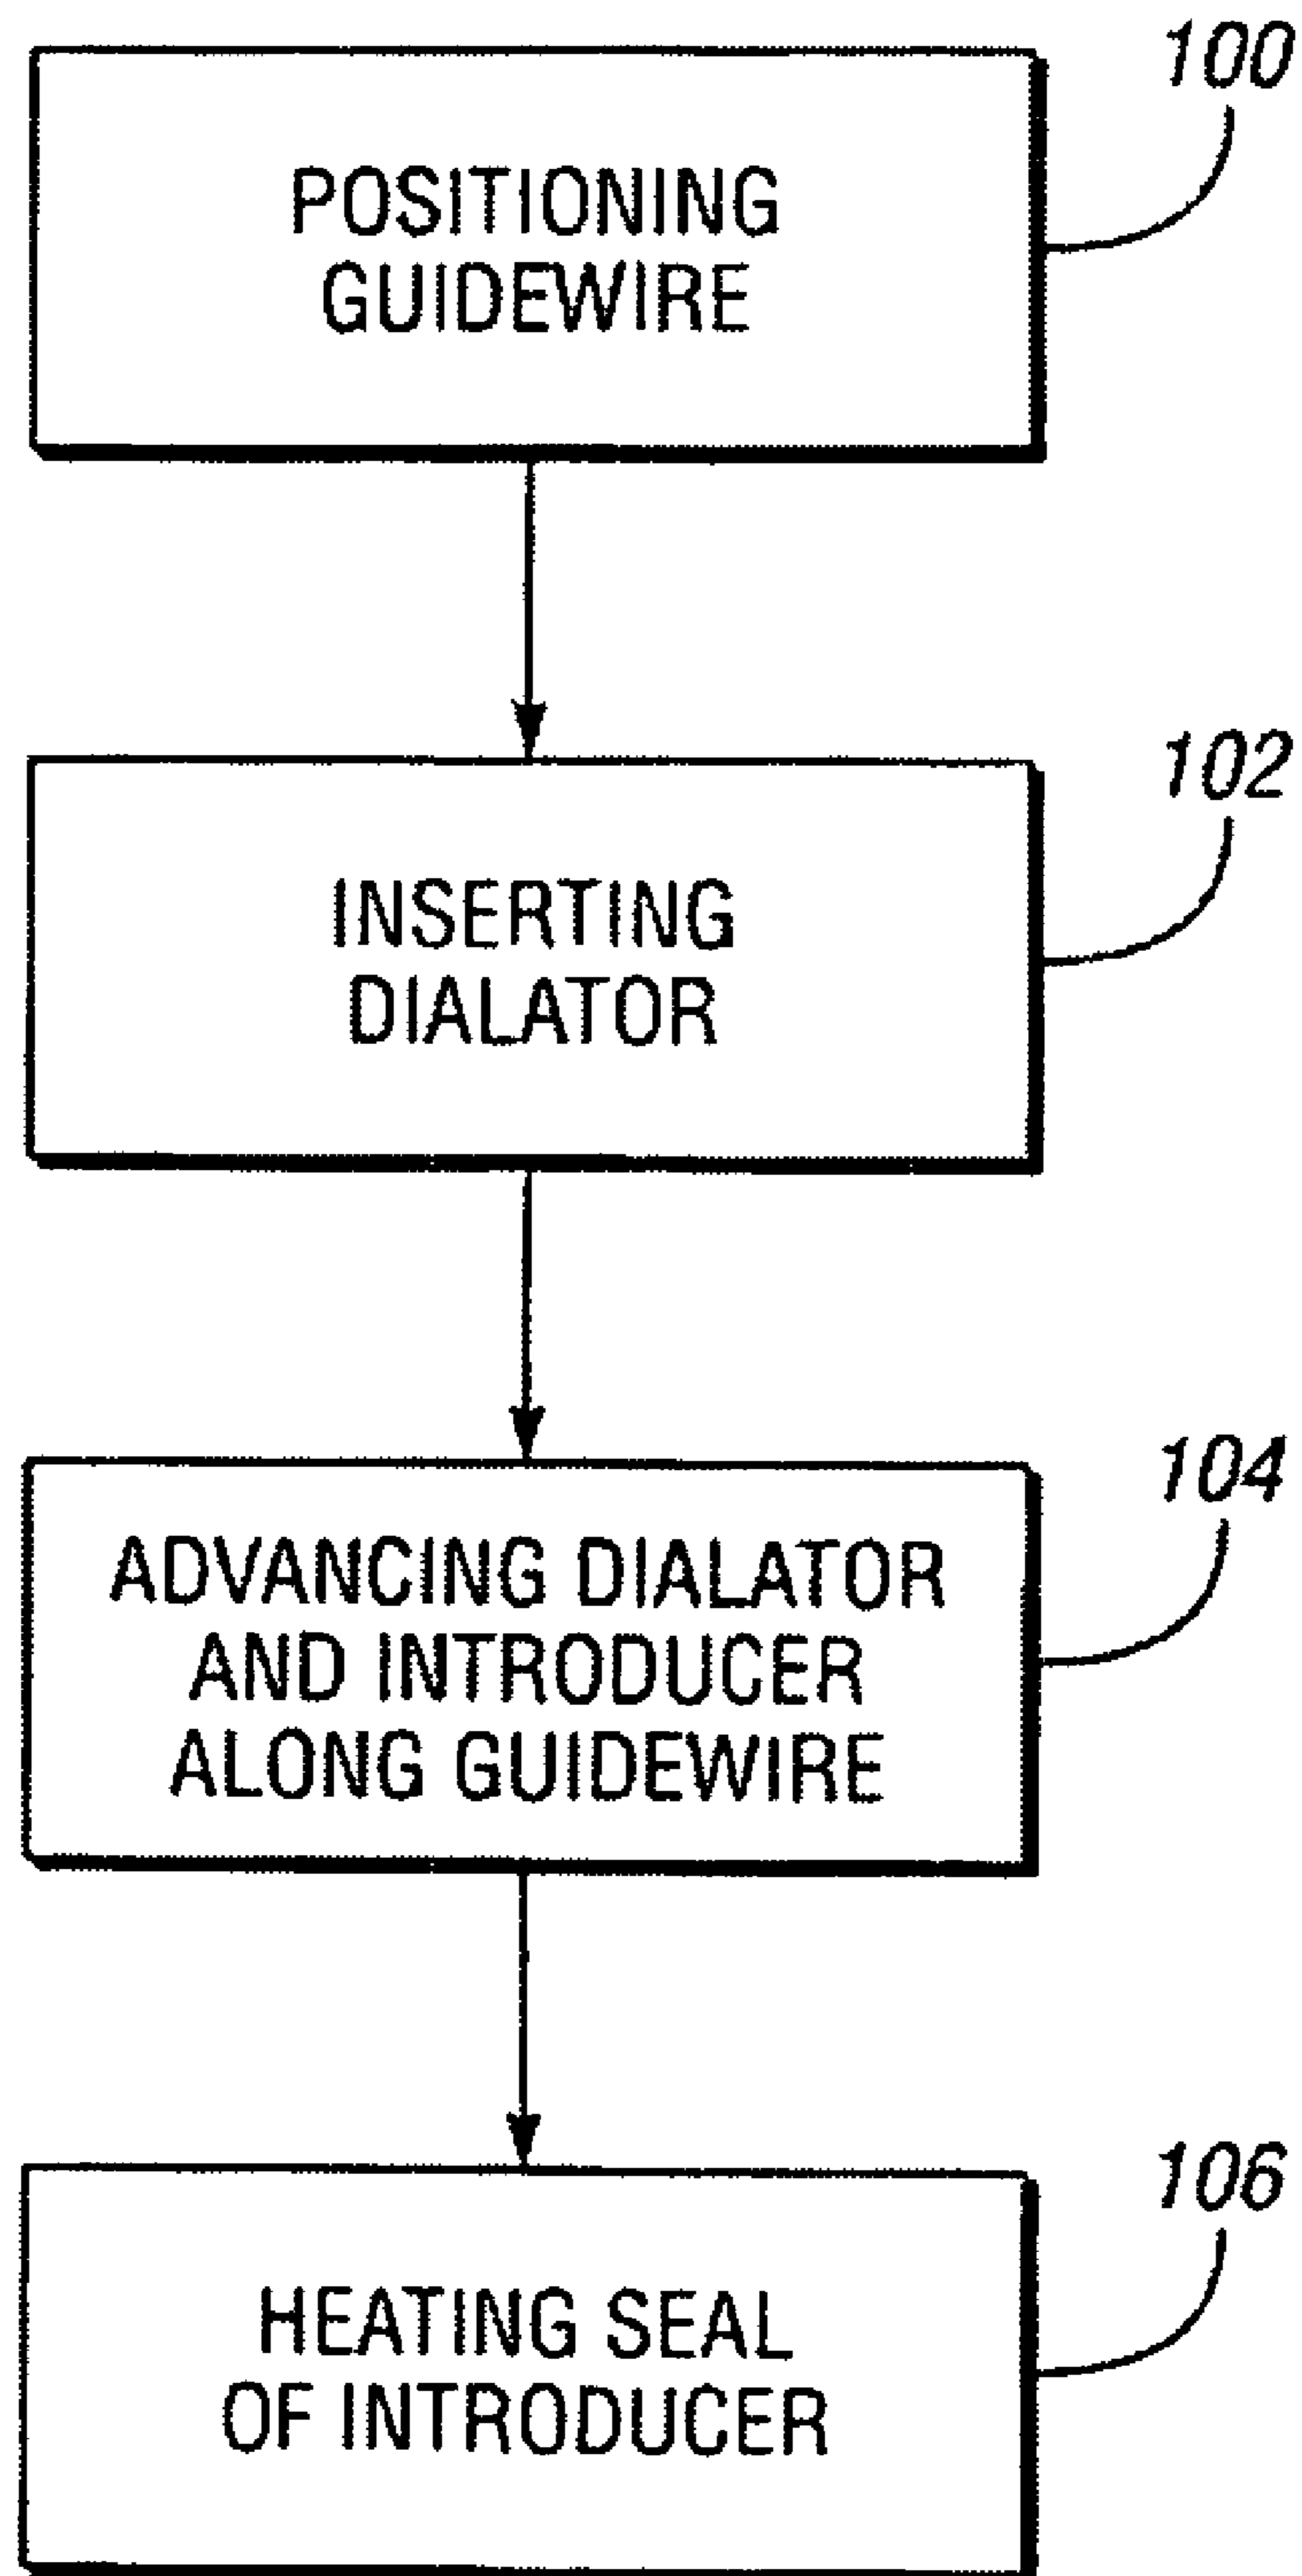 100
POSITIONING
GUIDEWIRE
102
INSERTING
DIALATOR
104
ADVANCING DIALATOR
AND INTRODUCER
ALONG GUIDEWIRE
106
HEATING SEAL
OF INTRODUCER